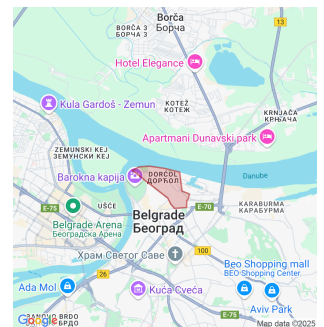 Borča
Борча
BORČA 3
БОРЧА 3
13
Hotel Elegance
KOTEŽ
КОТЕЖ
Kula Gardoš - Zemun
KRNJAČA
КРЊАЧА
Apartmani Dunavski park
ZEMUNSKI KEJ
ЗЕМУНСКИ КЕЈ
Danube
DORĆOL
ДОРЋОЛ
Barokna kapija
UŠĆE
УШЋЕ
E-70
KARABURMA
КАРАБУРМА
E-75
Belgrade Arena
Београдска Арена
Belgrade
Београд
100
Храм Светог Саве
Beo Shopping mall
BEO Shopping Center
Ada Mol
Kuća Cveća
Aviv Park
E-75
Google
Map data ©2025